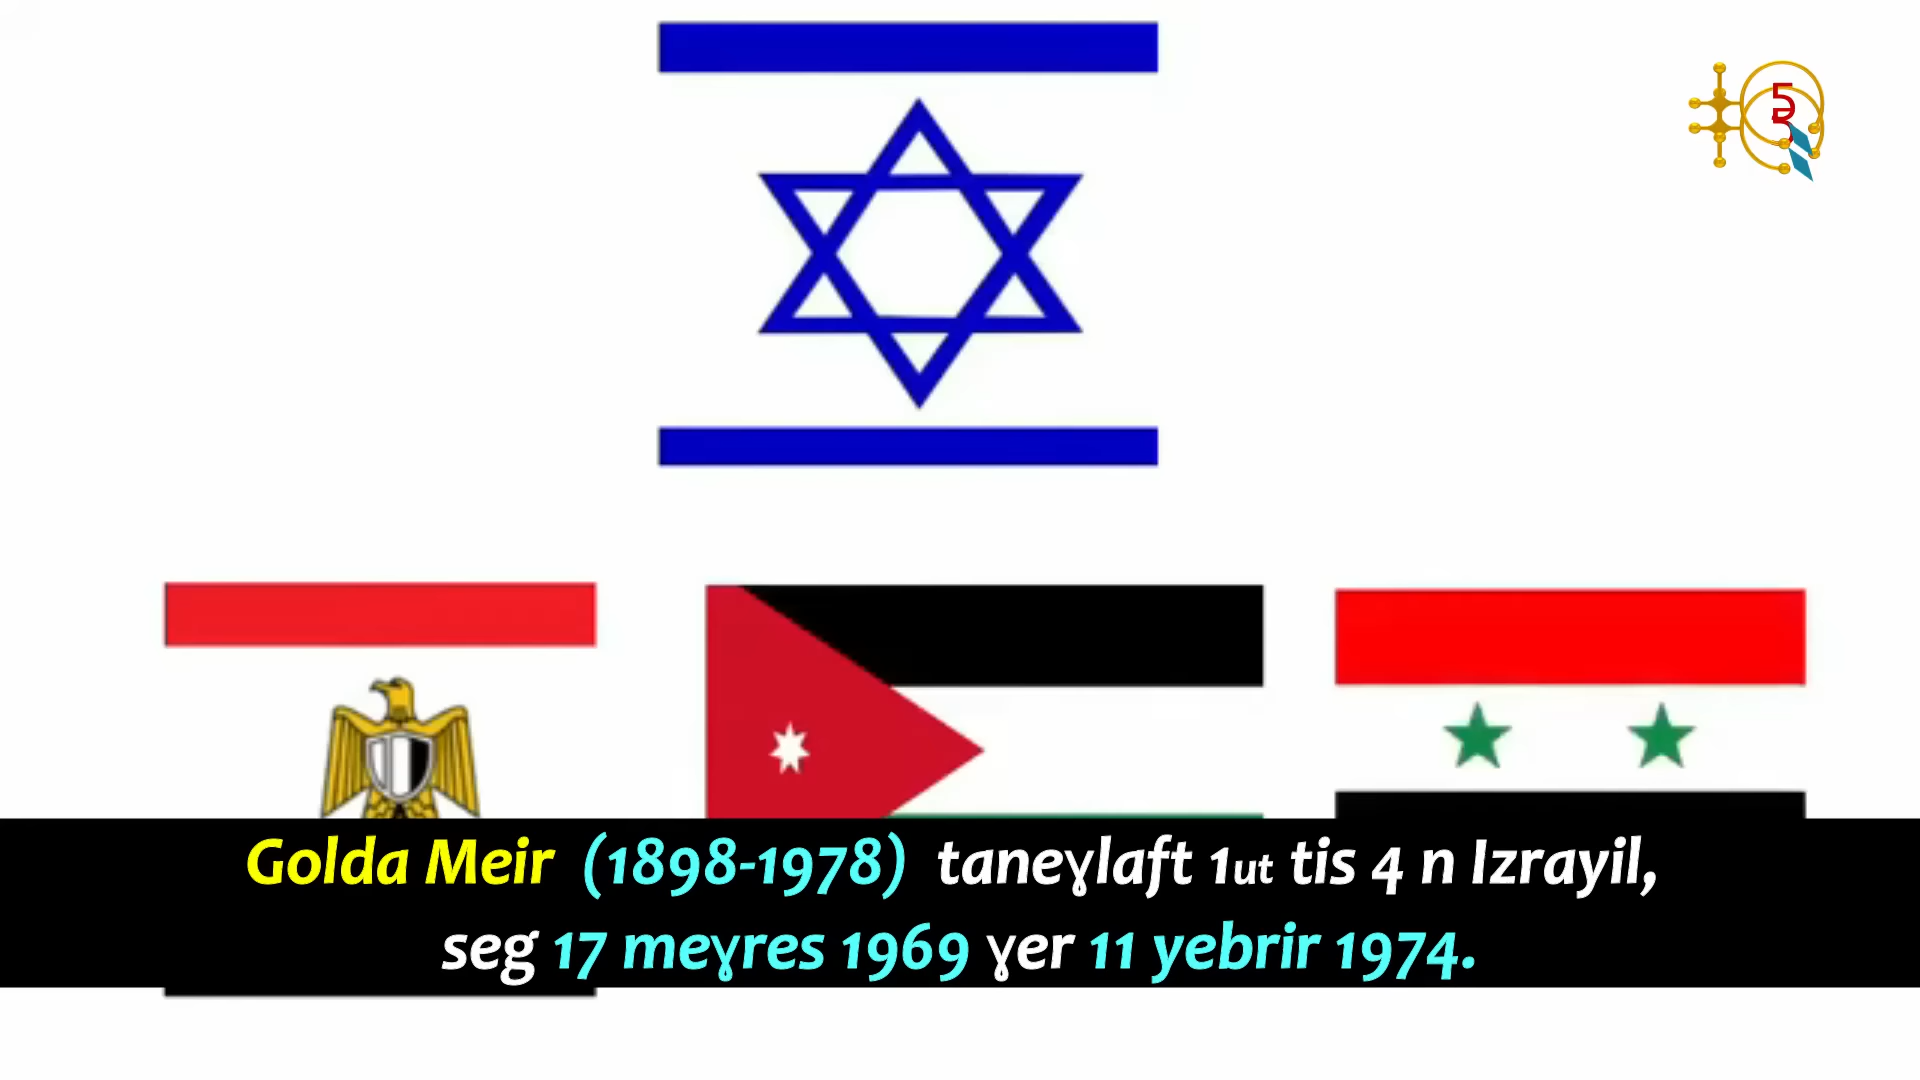 Golda Meir (1898-1978) taneɣlaft 1ut tis 4 n Izrayil,
seg 17 meɣres 1969 ɣer 11 yebrir 1974.